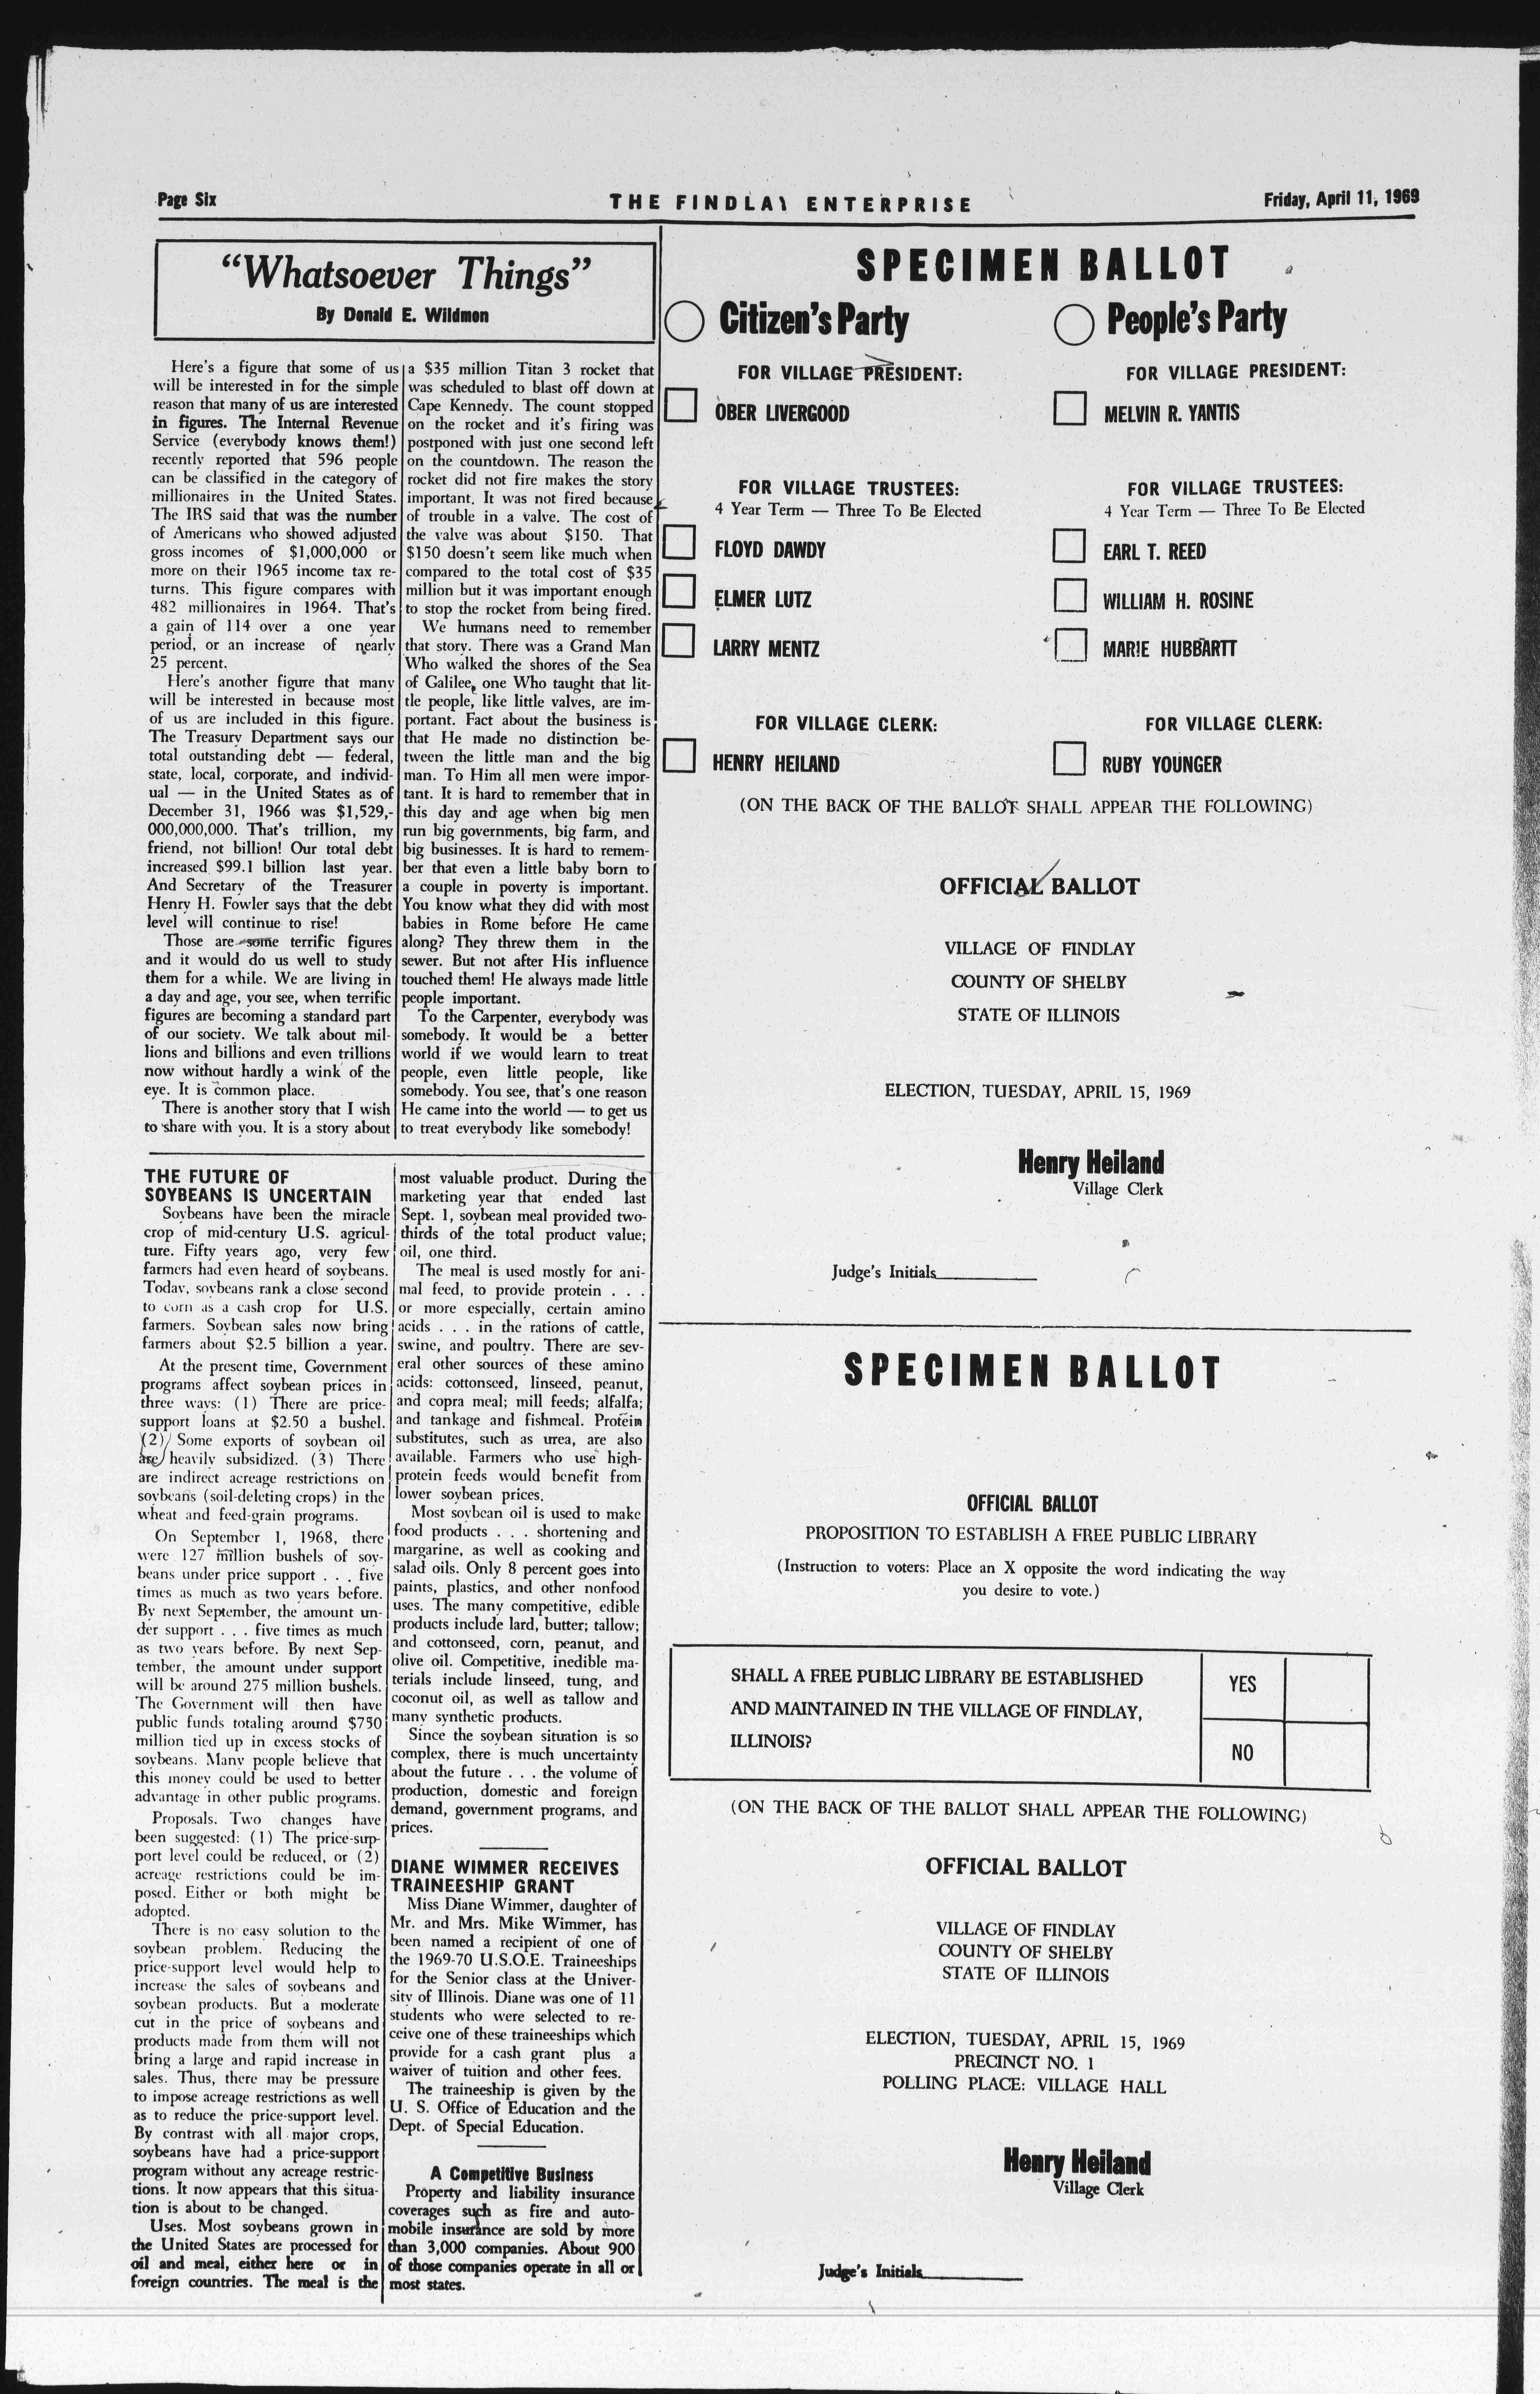 Page Six
THE FINDLAY ENTERPRISE
Friday, April 11, 1969
"Whatsoever Things"
By Donald E. Wildmon
Here's a figure that some of us
will be interested in for the simple
reason that many of us are interested
in figures. The Internal Revenue
Service (everybody knows them!)
recently reported that 596 people
can be classified in the category of
millionaires in the United States.
The IRS said that was the number
of Americans who showed adjusted
gross incomes of $1,000,000 or
more on their 1965 income tax re-
turns. This figure compares with
482 millionaires in 1964. That's
a gain of 114 over a one year
period, or an increase of nearly
25 percent.
Here's another figure that many
will be interested in because most
of us are included in this figure.
The Treasury Department says our
total outstanding debt — federal,
state, local, corporate, and individ-
ual — in the United States as of
December 31, 1966 was $1,529,-
000,000,000. That's trillion, my
friend, not billion! Our total debt
increased $99.1 billion last year.
And Secretary of the Treasurer
Henry H. Fowler says that the debt
level will continue to rise!
Those are some terrific figures
and it would do us well to study
them for a while. We are living in
a day and age, you see, when terrific
figures are becoming a standard part
of our society. We talk about mil-
lions and billions and even trillions
now without hardly a wink of the
eye. It is common place.
There is another story that I wish
to share with you. It is a story about
a $35 million Titan 3 rocket that
was scheduled to blast off down at
Cape Kennedy. The count stopped
on the rocket and it's firing was
postponed with just one second left
on the countdown. The reason the
rocket did not fire makes the story
important. It was not fired because
of trouble in a valve. The cost of
the valve was about $150. That
$150 doesn't seem like much when
compared to the total cost of $35
million but it was important enough
to stop the rocket from being fired.
We humans need to remember
that story. There was a Grand Man
Who walked the shores of the Sea
of Galilee, one Who taught that lit-
tle people, like little valves, are im-
portant. Fact about the business is
that He made no distinction be-
tween the little man and the big
man. To Him all men were impor-
tant. It is hard to remember that in
this day and age when big men
run big governments, big farm, and
big businesses. It is hard to remem-
ber that even a little baby born to
a couple in poverty is important.
You know what they did with most
babies in Rome before He came
along? They threw them in the
sewer. But not after His influence
touched them! He always made little
people important.
To the Carpenter, everybody was
somebody. It would be a better
world if we would learn to treat
people, even little people, like
somebody. You see, that's one reason
He came into the world — to get us
to treat everybody like somebody!
THE FUTURE OF
SOYBEANS IS UNCERTAIN
Soybeans have been the miracle
crop of mid-century U.S. agricul-
ture. Fifty years ago, very few
farmers had even heard of soybeans.
Today, soybeans rank a close second
to corn as a cash crop for U.S.
farmers. Soybean sales now bring
farmers about $2.5 billion a year.
At the present time, Government
programs affect soybean prices in
three ways: (1) There are price-
support loans at $2.50 a bushel.
(2) Some exports of soybean oil
are heavily subsidized. (3) There
are indirect acreage restrictions on
soybeans (soil-deleting crops) in the
wheat and feed-grain programs.
On September 1, 1968, there
were 127 million bushels of soy-
beans under price support . . . five
times as much as two years before.
By next September, the amount un-
der support . . . five times as much
as two years before. By next Sep-
tember, the amount under support
will be around 275 million bushels.
The Government will then have
public funds totaling around $750
million tied up in excess stocks of
soybeans. Many people believe that
this money could be used to better
advantage in other public programs.
Proposals. Two changes have
been suggested: (1) The price-sup-
port level could be reduced, or (2)
acreage restrictions could be im-
posed. Either or both might be
adopted.
There is no easy solution to the
soybean problem. Reducing the
price-support level would help to
increase the sales of soybeans and
soybean products. But a moderate
cut in the price of soybeans and
products made from them will not
bring a large and rapid increase in
sales. Thus, there may be pressure
to impose acreage restrictions as well
as to reduce the price-support level.
By contrast with all major crops,
soybeans have had a price-support
program without any acreage restric-
tions. It now appears that this situa-
tion is about to be changed.
Uses. Most soybeans grown in
the United States are processed for
oil and meal, either here or in
foreign countries. The meal is the
most valuable product. During the
marketing year that ended last
Sept. 1, soybean meal provided two-
thirds of the total product value;
oil, one third.
The meal is used mostly for ani-
mal feed, to provide protein . . .
or more especially, certain amino
acids . . . in the rations of cattle,
swine, and poultry. There are sev-
eral other sources of these amino
acids: cottonseed, linseed, peanut,
and copra meal; mill feeds; alfalfa;
and tankage and fishmeal. Protein
substitutes, such as urea, are also
available. Farmers who use high-
protein feeds would benefit from
lower soybean prices.
Most soybean oil is used to make
food products . . . shortening and
margarine, as well as cooking and
salad oils. Only 8 percent goes into
paints, plastics, and other nonfood
uses. The many competitive, edible
products include lard, butter; tallow;
and cottonseed, corn, peanut, and
olive oil. Competitive, inedible ma-
terials include linseed, tung, and
coconut oil, as well as tallow and
many synthetic products.
Since the soybean situation is so
complex, there is much uncertainty
about the future . . . the volume of
production, domestic and foreign
demand, government programs, and
prices.
DIANE WIMMER RECEIVES
TRAINEESHIP GRANT
Miss Diane Wimmer, daughter of
Mr. and Mrs. Mike Wimmer, has
been named a recipient of one of
the 1969-70 U.S.O.E. Traineeships
for the Senior class at the Univer-
sity of Illinois. Diane was one of 11
students who were selected to re-
ceive one of these traineeships which
provide for a cash grant plus a
waiver of tuition and other fees.
The traineeship is given by the
U. S. Office of Education and the
Dept. of Special Education.
A Competitive Business
Property and liability insurance
coverages such as fire and auto-
mobile insurance are sold by more
than 3,000 companies. About 900
of those companies operate in all or
most states.
SPECIMEN BALLOT
Citizen's Party
FOR VILLAGE PRESIDENT:
OBER LIVERGOOD
FOR VILLAGE TRUSTEES:
4 Year Term — Three To Be Elected
FLOYD DAWDY
ELMER LUTZ
LARRY MENTZ
FOR VILLAGE CLERK:
HENRY HEILAND
People's Party
FOR VILLAGE PRESIDENT:
MELVIN R. YANTIS
FOR VILLAGE TRUSTEES:
4 Year Term — Three To Be Elected
EARL T. REED
WILLIAM H. ROSINE
MARIE HUBBARTT
FOR VILLAGE CLERK:
RUBY YOUNGER
(ON THE BACK OF THE BALLOT SHALL APPEAR THE FOLLOWING)
OFFICIAL BALLOT
VILLAGE OF FINDLAY
COUNTY OF SHELBY
STATE OF ILLINOIS
ELECTION, TUESDAY, APRIL 15, 1969
Henry Heiland
Village Clerk
Judge's Initials
SPECIMEN BALLOT
OFFICIAL BALLOT
PROPOSITION TO ESTABLISH A FREE PUBLIC LIBRARY
(Instruction to voters: Place an X opposite the word indicating the way
you desire to vote.)
SHALL A FREE PUBLIC LIBRARY BE ESTABLISHED
AND MAINTAINED IN THE VILLAGE OF FINDLAY,
ILLINOIS?
YES
NO
(ON THE BACK OF THE BALLOT SHALL APPEAR THE FOLLOWING)
OFFICIAL BALLOT
VILLAGE OF FINDLAY
COUNTY OF SHELBY
STATE OF ILLINOIS
ELECTION, TUESDAY, APRIL 15, 1969
PRECINCT NO. 1
POLLING PLACE: VILLAGE HALL
Henry Heiland
Village Clerk
Judge's Initials